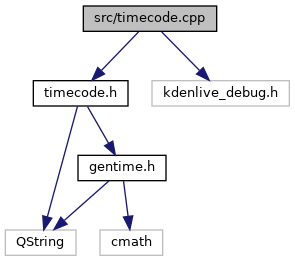 src/timecode.cpp
timecode.h
kdenlive_debug.h
gentime.h
QString
cmath